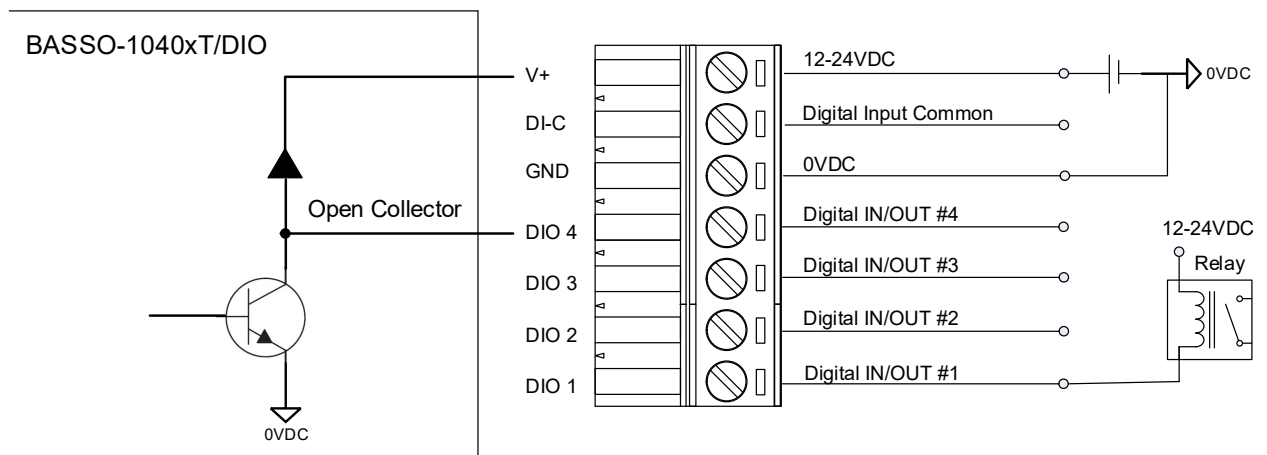 BASSO-1040xT/DIO
V+
12-24VDC
0VDC
DI-C
Digital Input Common
GND
0VDC
Open Collector
DIO 4
Digital IN/OUT #4
12-24VDC
Relay
DIO 3
Digital IN/OUT #3
DIO 2
Digital IN/OUT #2
DIO 1
Digital IN/OUT #1
0VDC